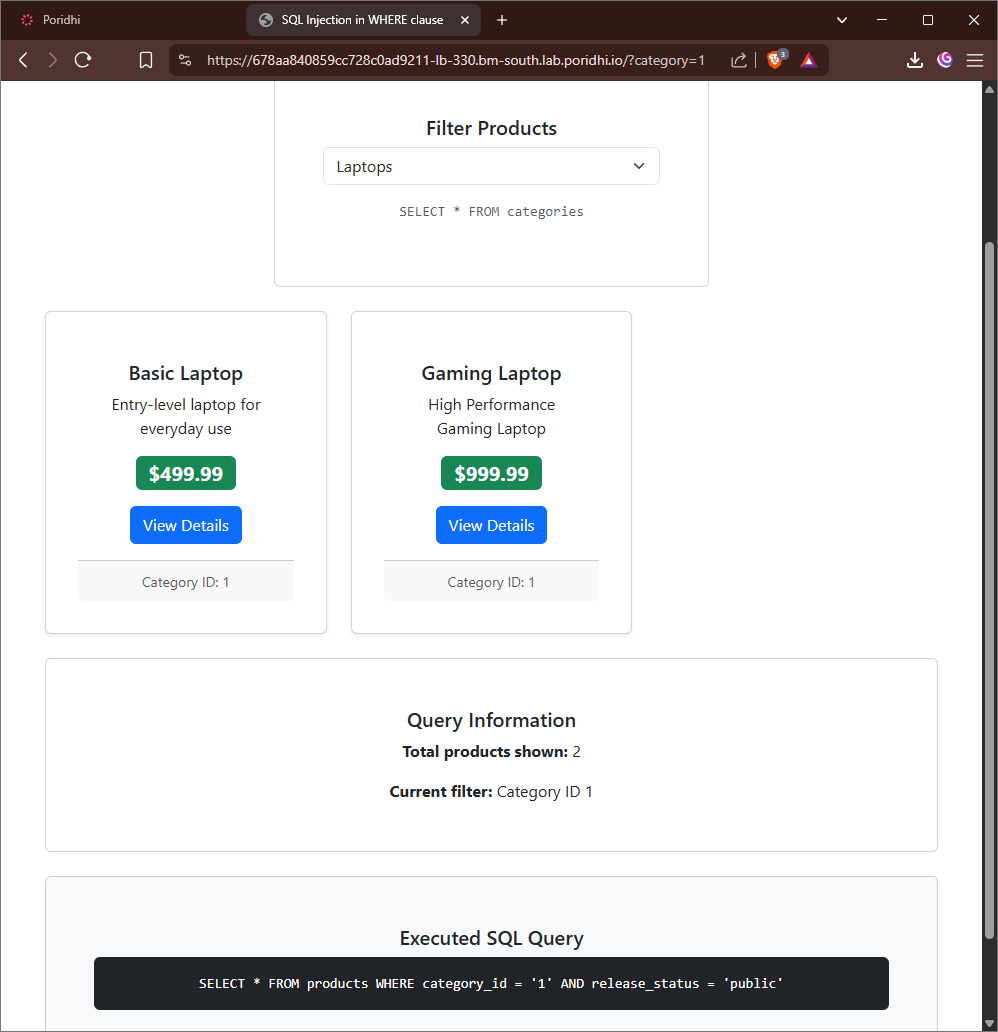 Poridhi
SQL Injection in WHERE clause
https://678aa840859cc728c0ad9211-lb-330.bm-south.lab.poridhi.io/?category=1
3
Filter Products
Laptops
SELECT * FROM categories
Basic Laptop
Entry-level laptop for
everyday use
$499.99
View Details
Category ID: 1
Gaming Laptop
High Performance
Gaming Laptop
$999.99
View Details
Category ID: 1
Query Information
Total products shown: 2
Current filter: Category ID 1
Executed SQL Query
SELECT * FROM products WHERE category_id = '1' AND release_status = 'public'